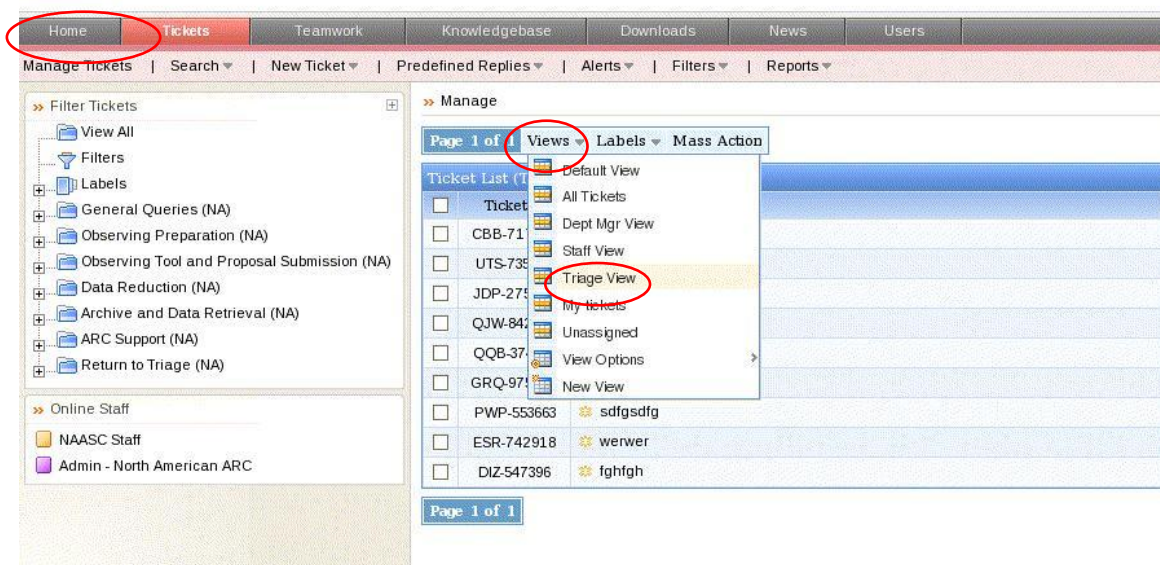 Home Tickets Teamwork Knowledgebase Downloads News Users
Manage Tickets | Search | New Ticket | Predefined Replies | Alerts | Filters | Reports
Filter Tickets
View All
Filters
Labels
General Queries (NA)
Observing Preparation (NA)
Observing Tool and Proposal Submission (NA)
Data Reduction (NA)
Archive and Data Retrieval (NA)
ARC Support (NA)
Return to Triage (NA)
Online Staff
NAASC Staff
Admin - North American ARC
Manage
Page 1 of 1 Views Labels Mass Action
Ticket List (T
Ticket
CBB-71
UTS-735
JDP-275
QJW-842
QQB-374
GRQ-975
PWP-553663 sdfgsdfg
ESR-742918 werwer
DIZ-547396 fghfgh
Default View
All Tickets
Dept Mgr View
Staff View
Triage View
My tickets
Unassigned
View Options
New View
Page 1 of 1